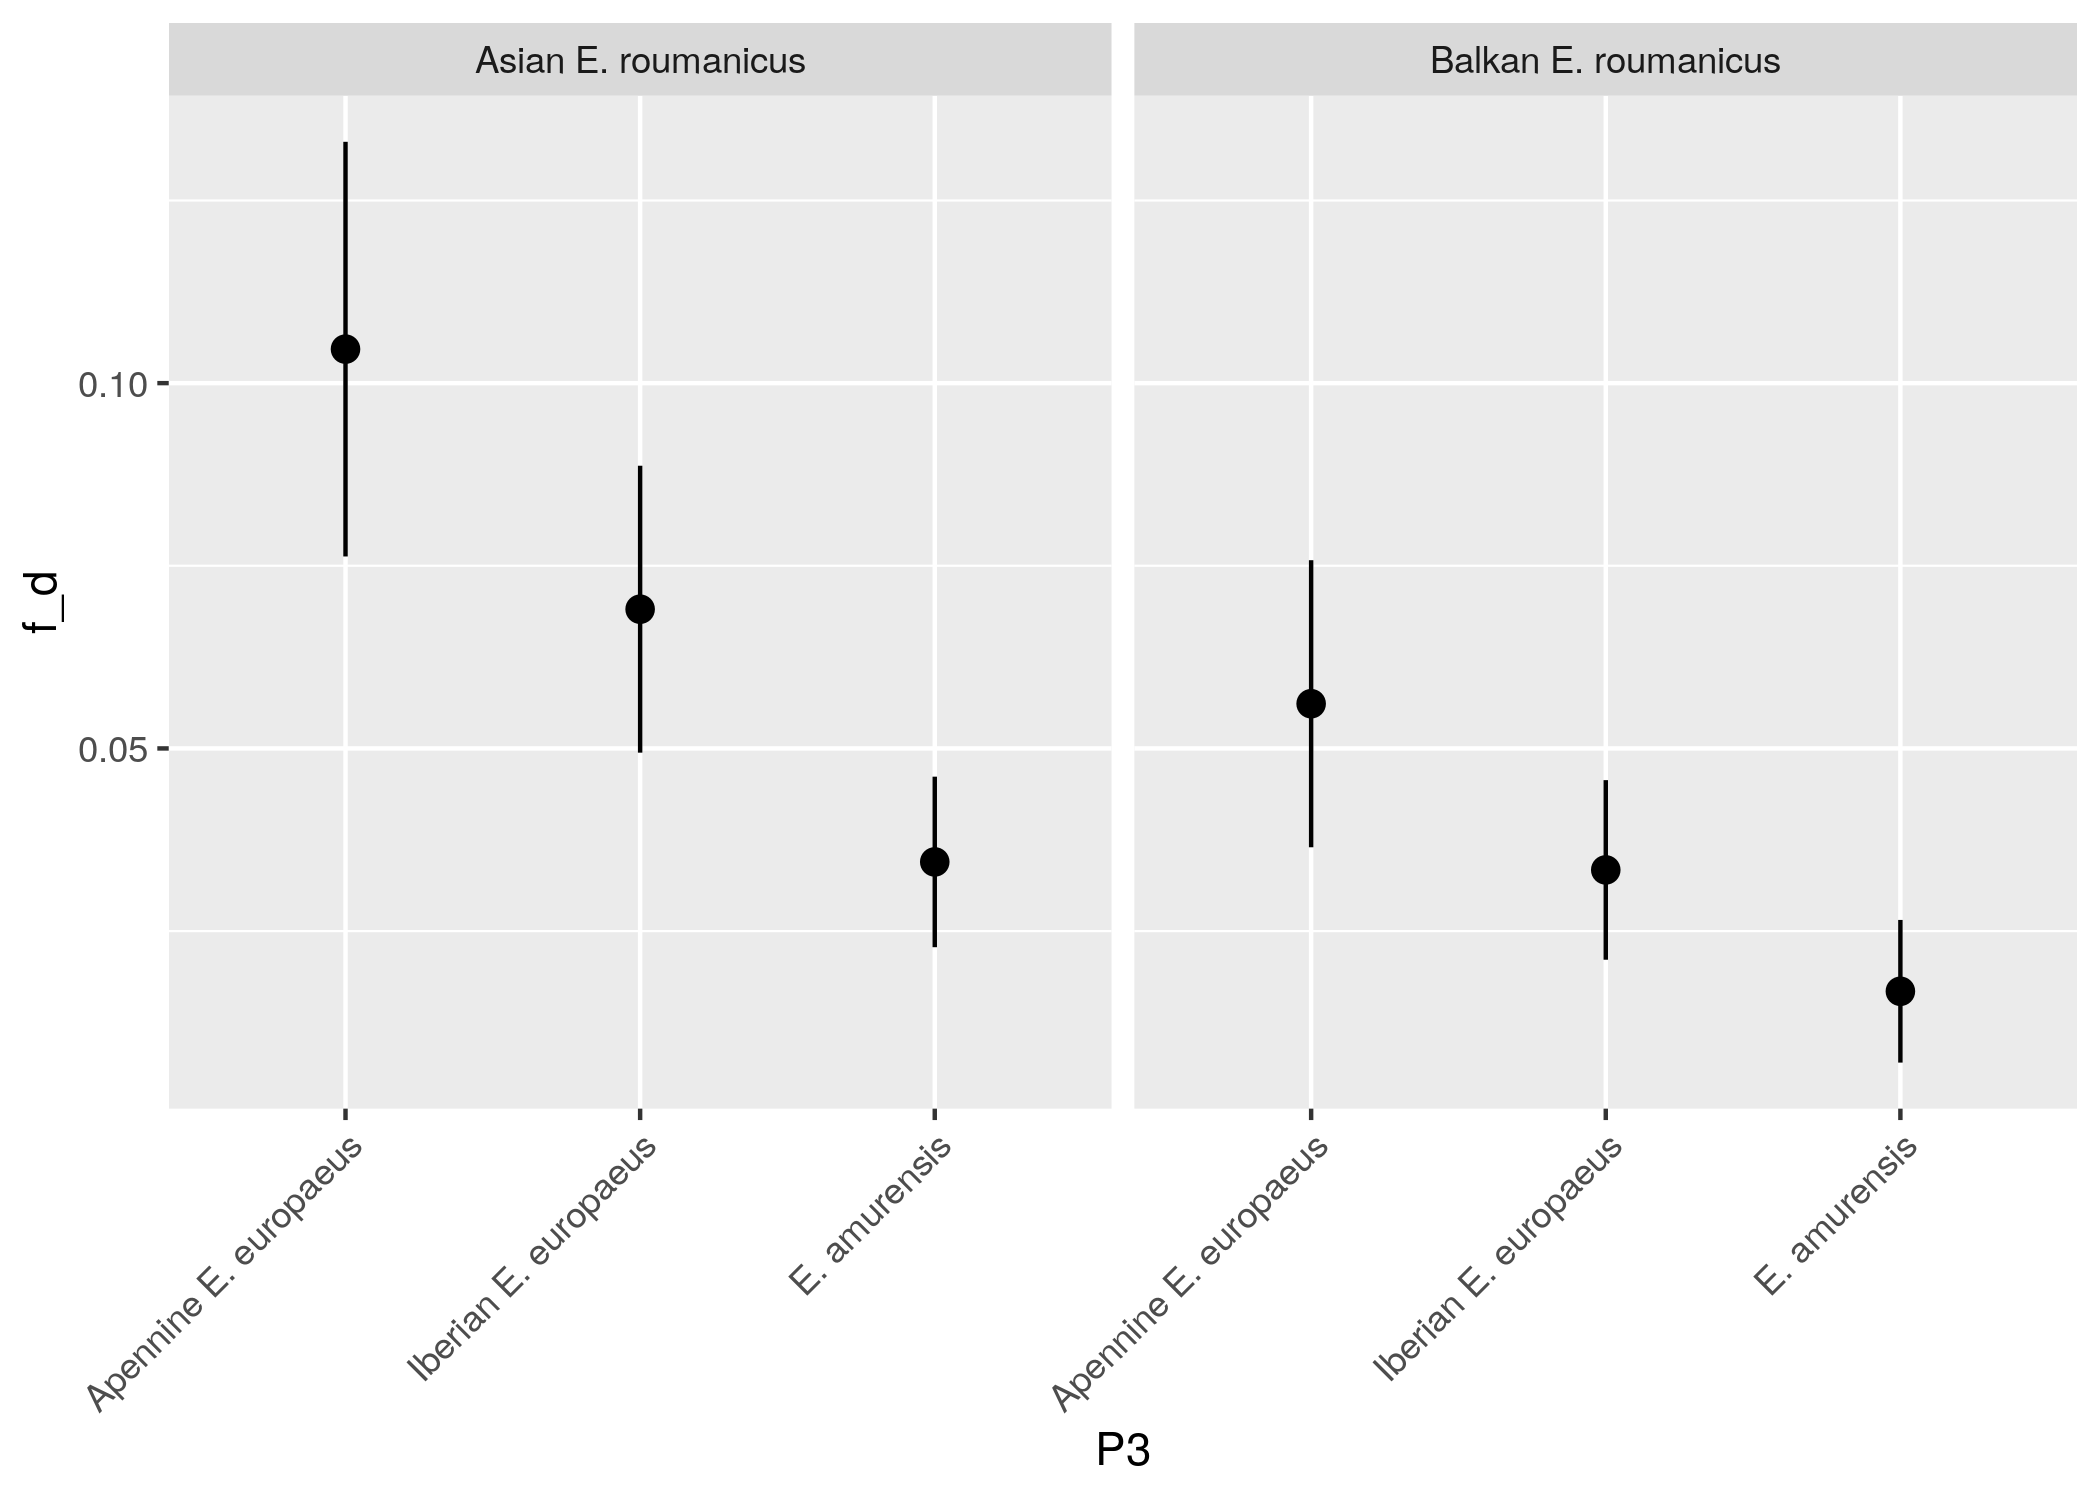 Asian E. roumanicus
Balkan E. roumanicus
f_d
0.10
0.05
Apennine E. europaeus
Iberian E. europaeus
E. amurensis
Apennine E. europaeus
Iberian E. europaeus
E. amurensis
P3